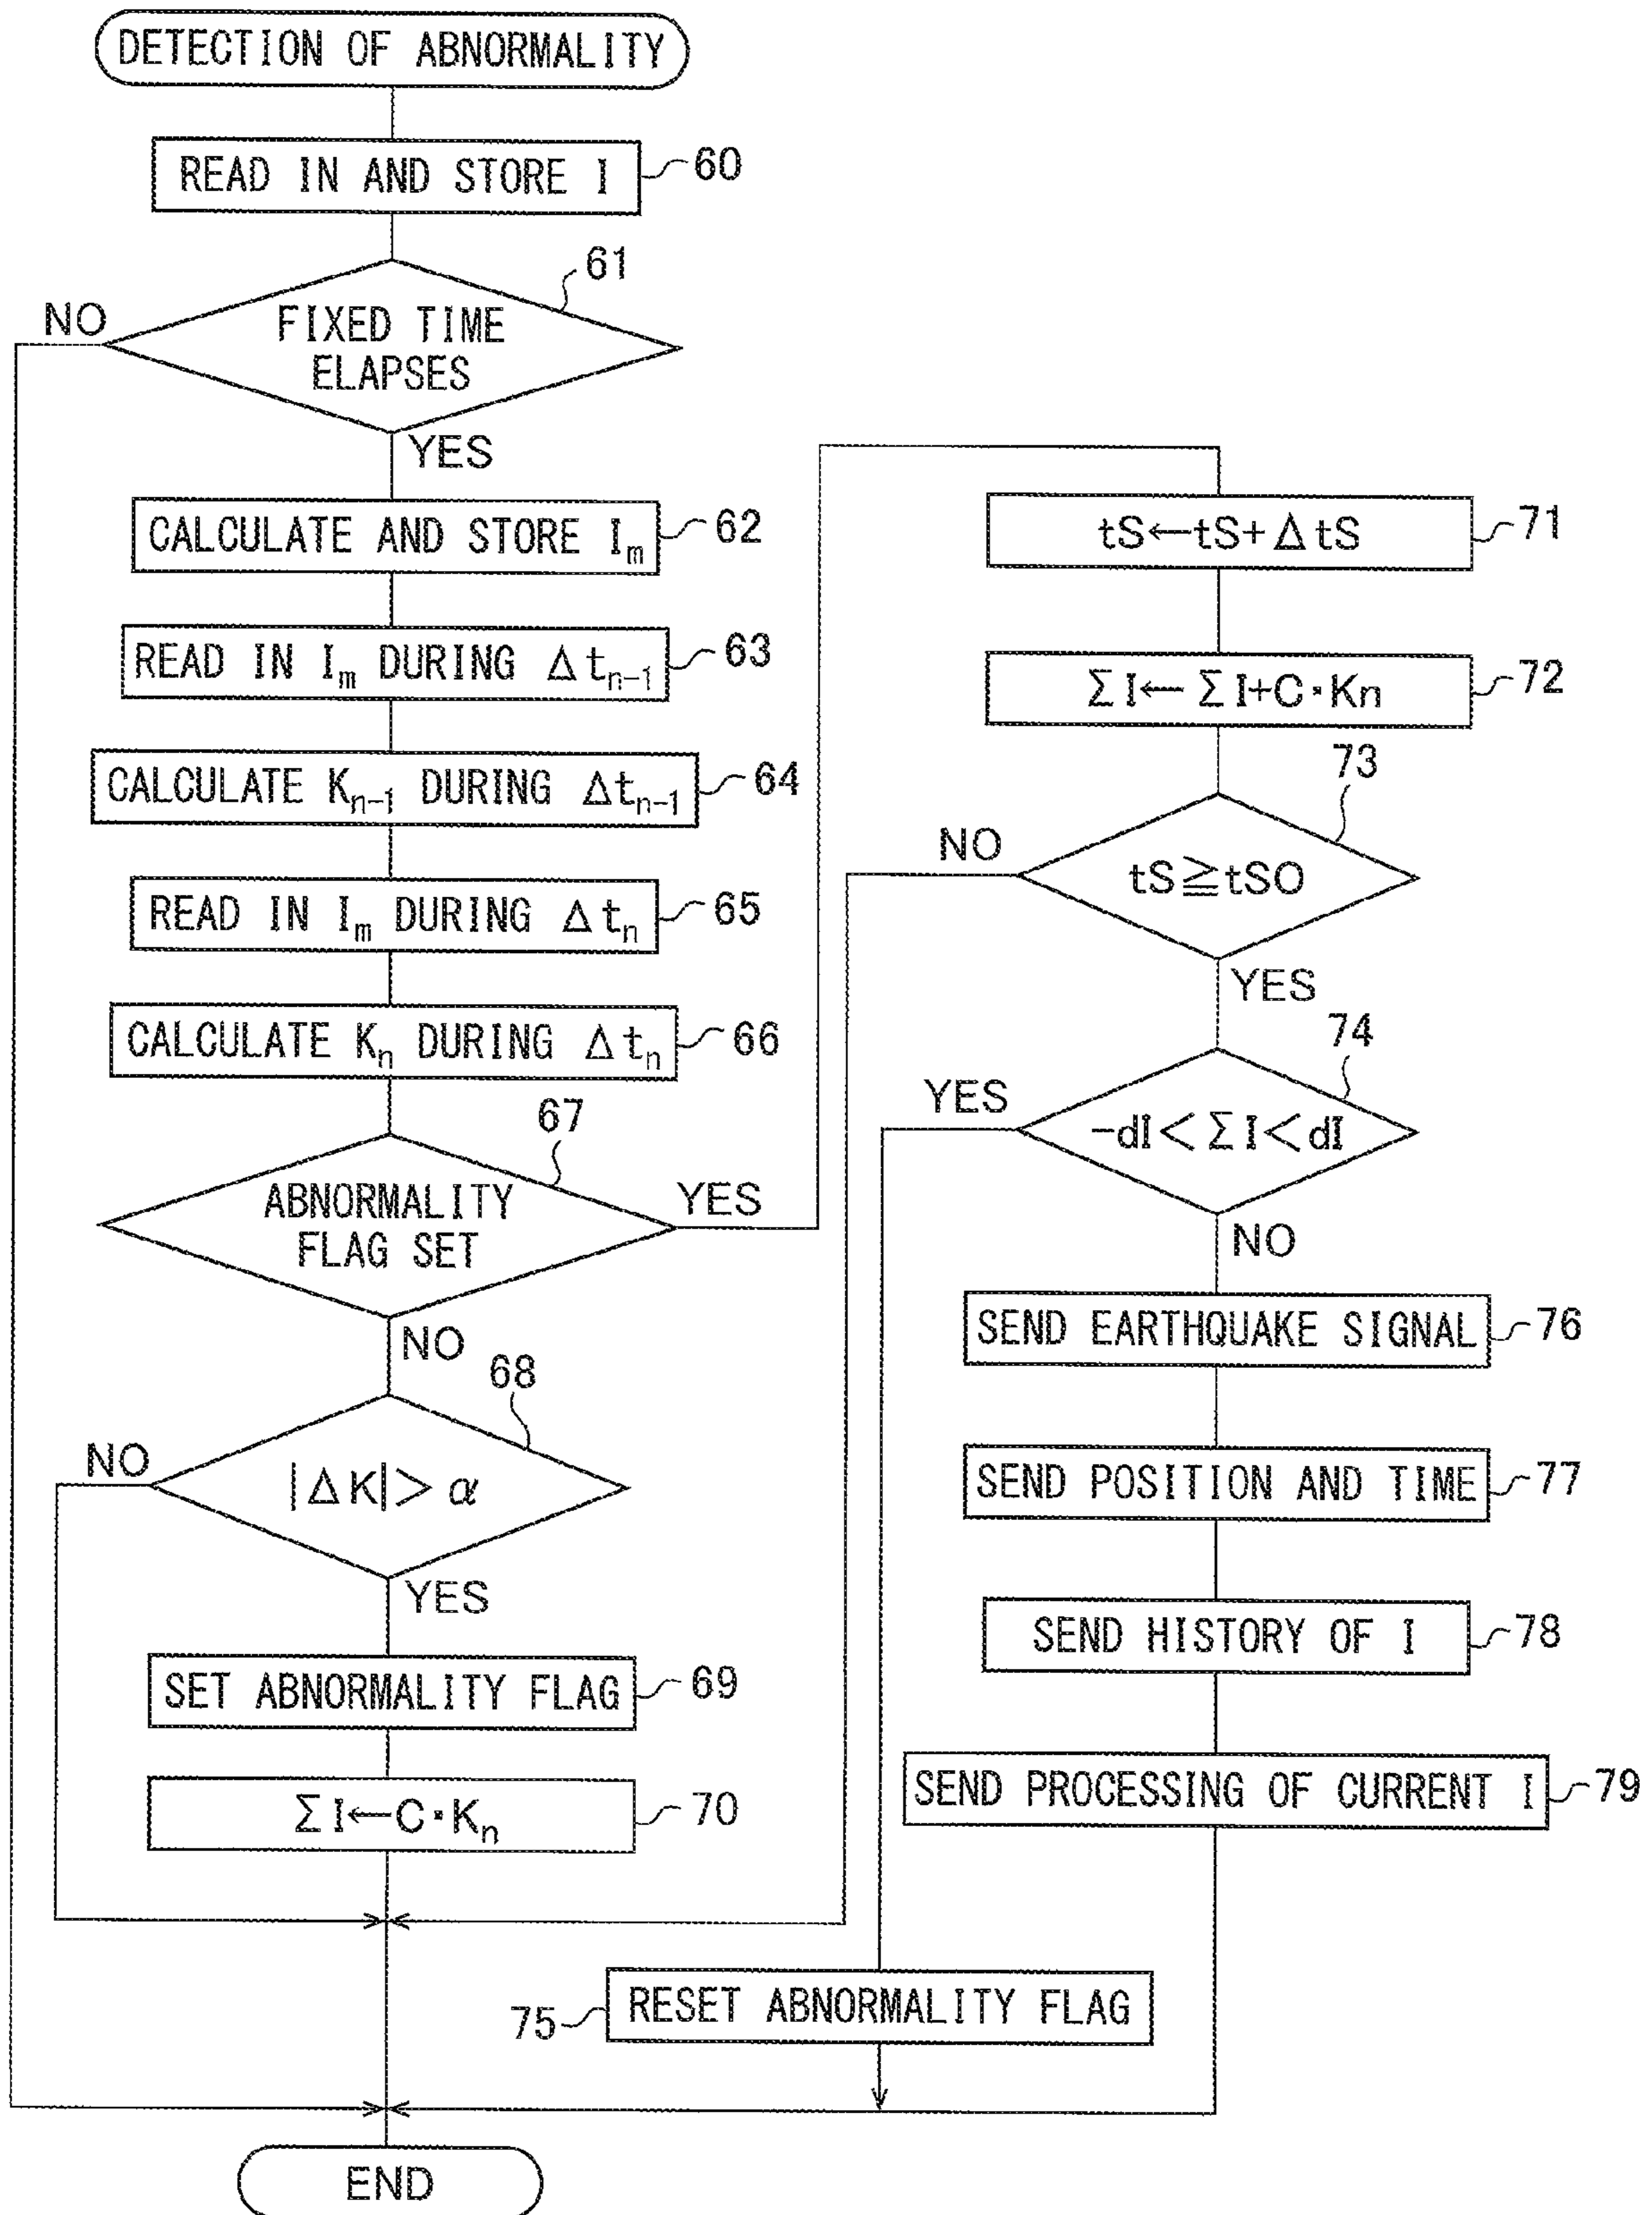 DETECTION OF ABNORMALITY
READ IN AND STORE I
60
61
NO
FIXED TIME
ELAPSES
YES
CALCULATE AND STORE Iₘ
62
READ IN Iₘ DURING Δtₙ₋₁
63
CALCULATE Kₙ₋₁ DURING Δtₙ₋₁
64
READ IN Iₘ DURING Δtₙ
65
CALCULATE Kₙ DURING Δtₙ
66
67
ABNORMALITY
FLAG SET
YES
NO
68
NO
|ΔK|>α
YES
SET ABNORMALITY FLAG
69
ΣI←C·Kₙ
70
tS←tS+ΔtS
71
ΣI←ΣI+C·Kn
72
73
NO
tS≧tSO
YES
74
YES
-dI<ΣI<dI
NO
SEND EARTHQUAKE SIGNAL
76
SEND POSITION AND TIME
77
SEND HISTORY OF I
78
SEND PROCESSING OF CURRENT I
79
75
RESET ABNORMALITY FLAG
END